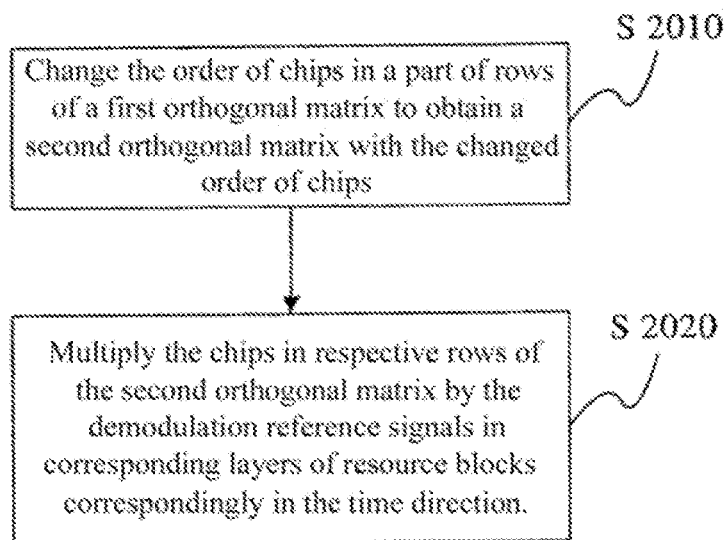 S 2010
Change the order of chips in a part of rows
of a first orthogonal matrix to obtain a
second orthogonal matrix with the changed
order of chips
S 2020
Multiply the chips in respective rows of
the second orthogonal matrix by the
demodulation reference signals in
corresponding layers of resource blocks
correspondingly in the time direction.